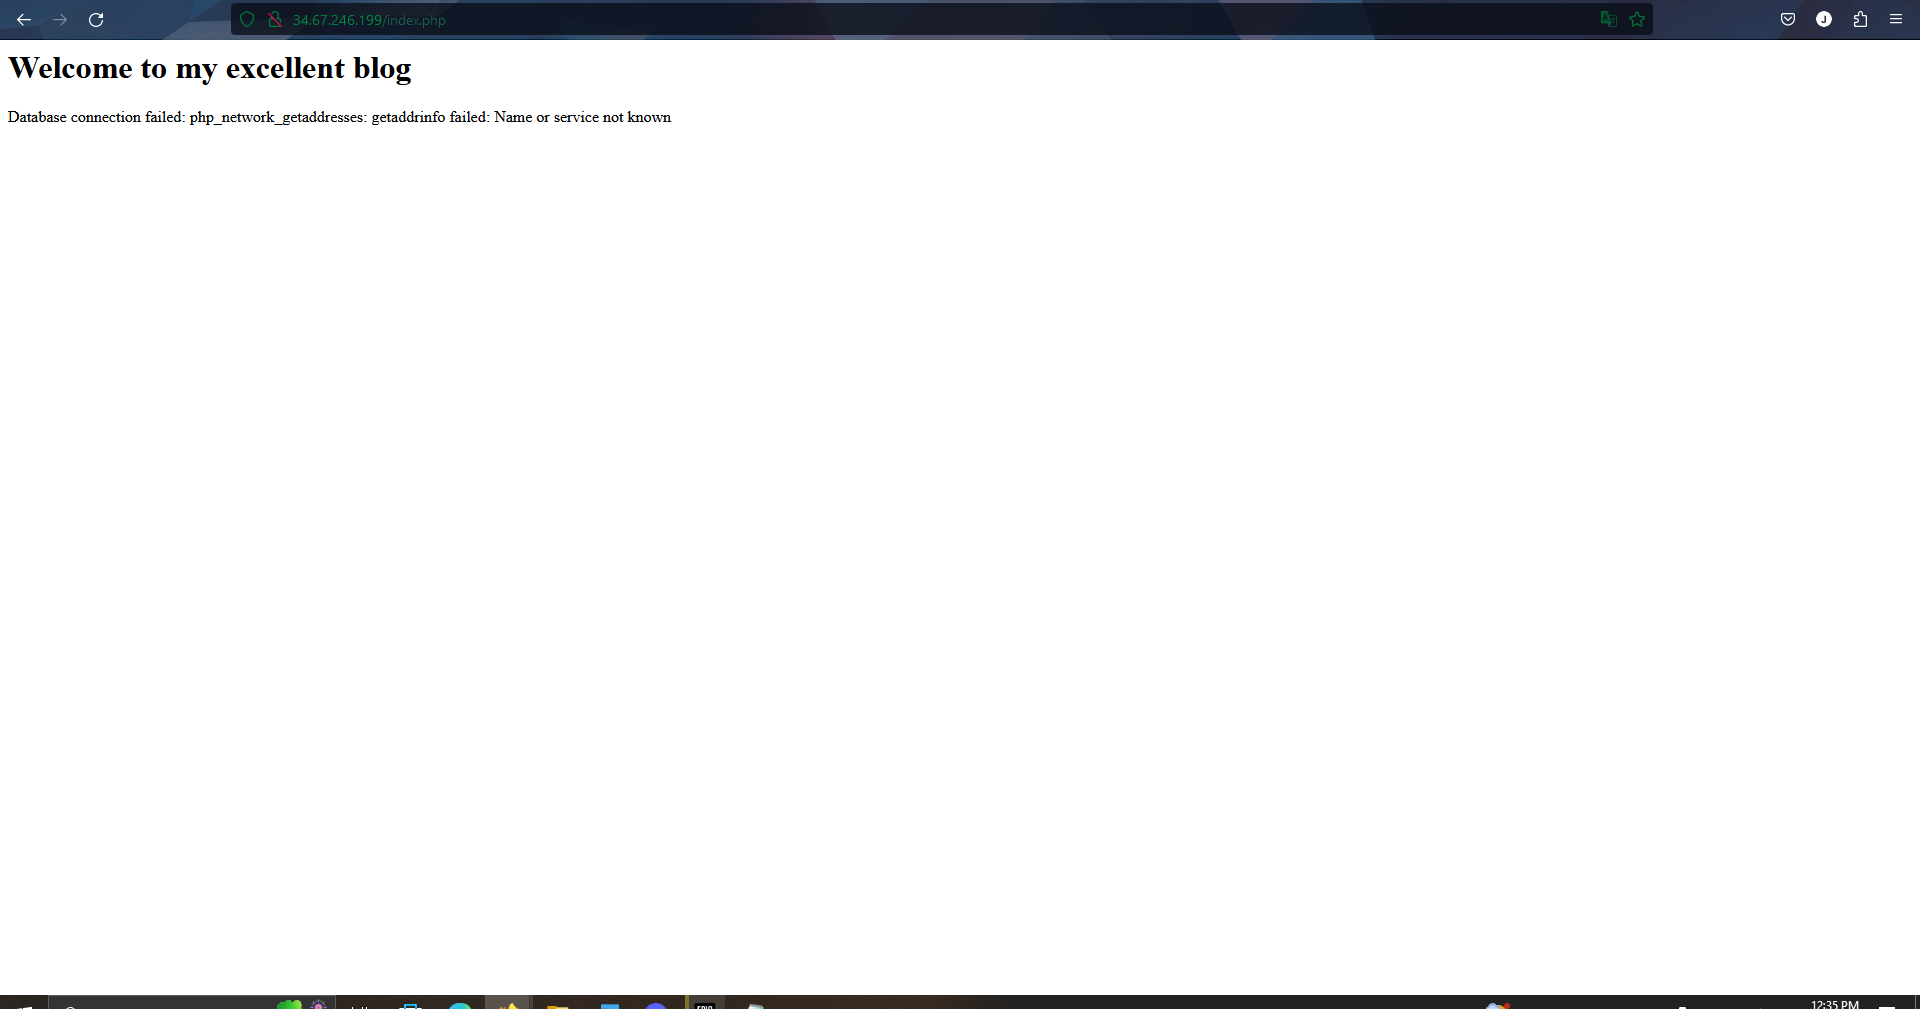 34.67.246.199/index.php
J
Welcome to my excellent blog
Database connection failed: php_network_getaddresses: getaddrinfo failed: Name or service not known
12:35 PM